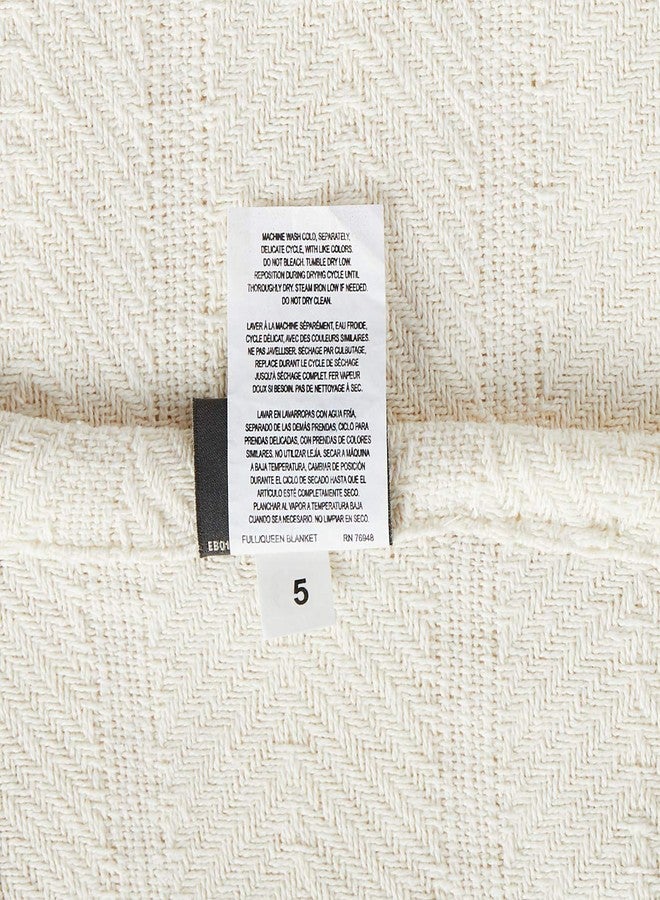 MACHINE WASH COLD, SEPARATELY,
DELICATE CYCLE, WITH LIKE COLORS.
DO NOT BLEACH. TUMBLE DRY LOW.
REPOSITION DURING DRYING CYCLE UNTIL
THOROUGHLY DRY. STEAM IRON LOW IF NEEDED.
DO NOT DRY CLEAN.
LAVER À LA MACHINE SÉPARÉMENT, EAU FROIDE,
CYCLE DÉLICAT, AVEC DES COULEURS SIMILAIRES.
NE PAS JAVELLISER. SÉCHAGE PAR CULBUTAGE,
REPLACE DURANT LE CYCLE DE SÉCHAGE
JUSQU'À SÉCHAGE COMPLET. FER VAPEUR
DOUX SI BESOIN. PAS DE NETTOYAGE À SEC.
LAVAR EN LAVARROPAS CON AGUA FRÍA,
SEPARADO DE LAS DEMÁS PRENDAS, CICLO PARA
PRENDAS DELICADAS, CON PRENDAS DE COLORES
SIMILARES. NO UTILIZAR LEJÍA. SECAR A MÁQUINA
A BAJA TEMPERATURA, CAMBIAR DE POSICIÓN
DURANTE EL CICLO DE SECADO HASTA QUE EL
ARTÍCULO ESTÉ COMPLETAMENTE SECO.
PLANCHAR AL VAPOR A TEMPERATURA BAJA
CUANDO SEA NECESARIO. NO LIMPIAR EN SECO.
FULL/QUEEN BLANKET RN 76948
5